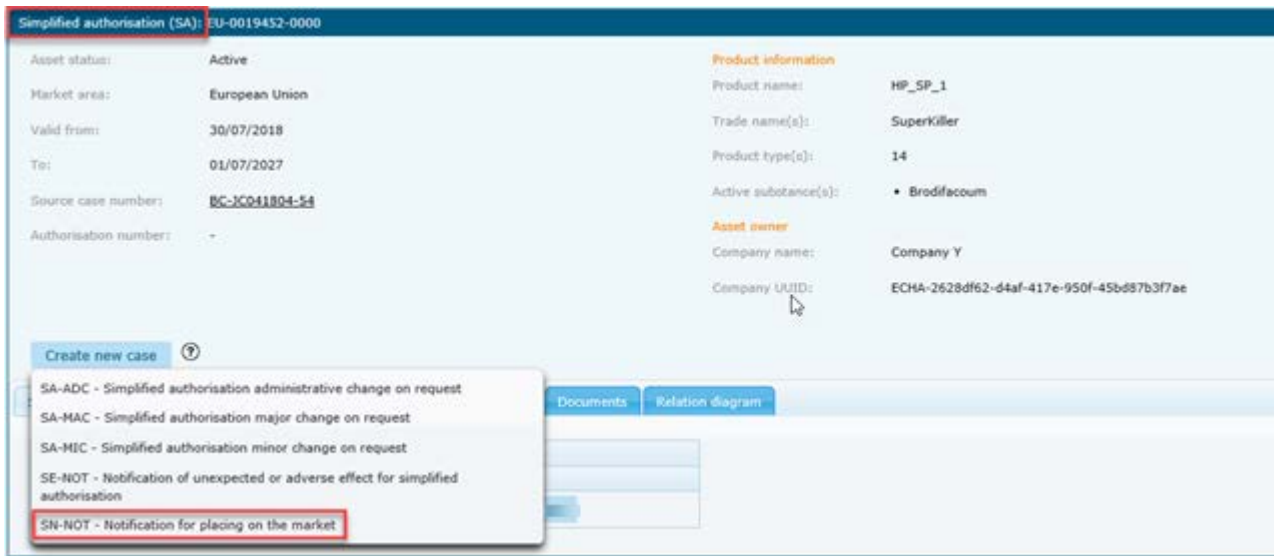 Simplified authorisation (SA): EU-0019452-0000
Asset status: Active
Market area: European Union
Valid from: 30/07/2018
To: 01/07/2027
Source case number: BC-JC041804-54
Authorisation number: -
Product information
Product name: HP_SP_1
Trade name(s): SuperKiller
Product type(s): 14
Active substance(s): • Brodifacoum
Asset owner
Company name: Company Y
Company UUID: ECHA-2628df62-d4af-417e-950f-45bd87b3f7ae
Create new case ?
SA-ADC - Simplified authorisation administrative change on request
SA-MAC - Simplified authorisation major change on request
SA-MIC - Simplified authorisation minor change on request
SE-NOT - Notification of unexpected or adverse effect for simplified
authorisation
SN-NOT - Notification for placing on the market
Documents Relation diagram